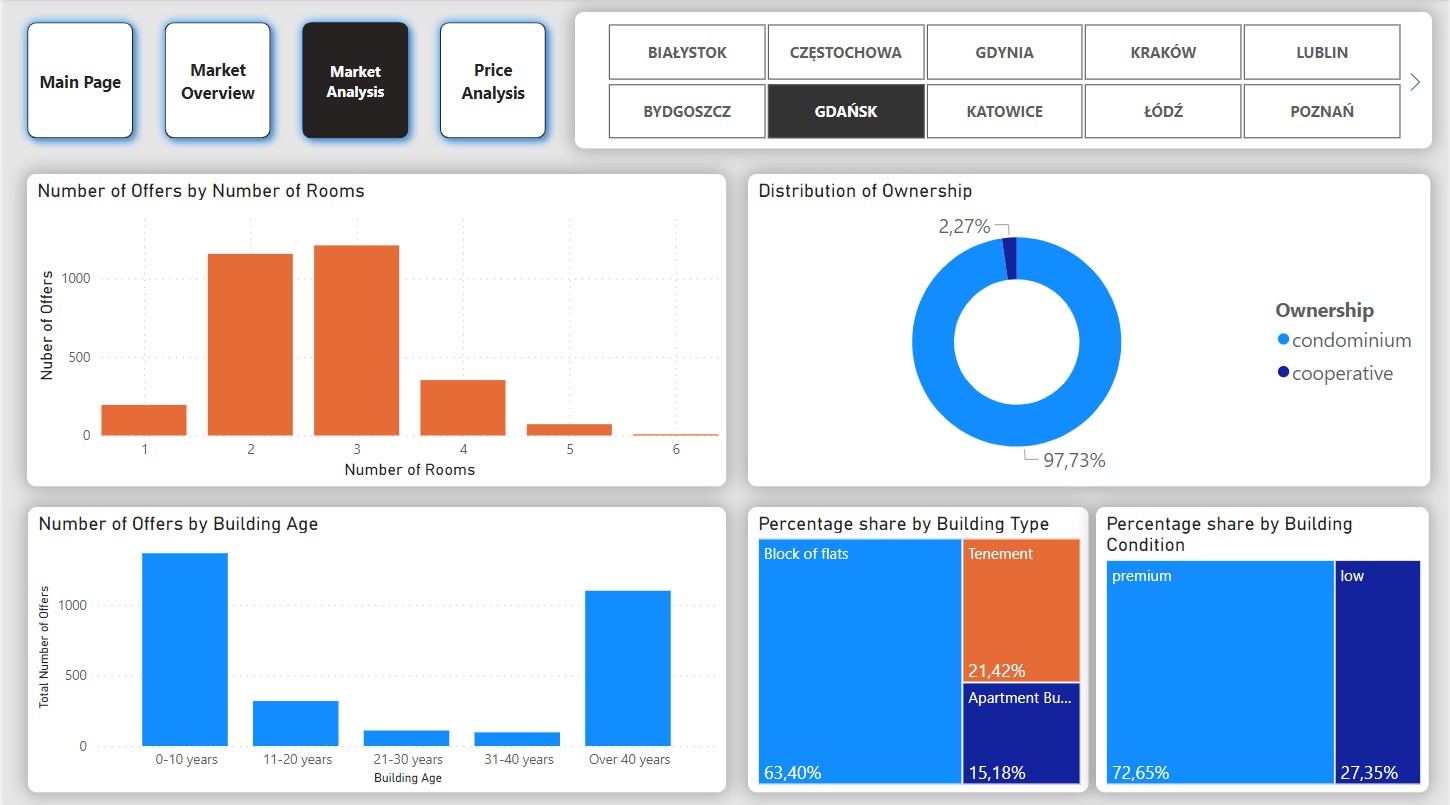 Main Page
Market
Overview
Market
Analysis
Price
Analysis
BIAŁYSTOK
CZĘSTOCHOWA
GDYNIA
KRAKÓW
LUBLIN
BYDGOSZCZ
GDAŃSK
KATOWICE
ŁÓDŹ
POZNAŃ
Number of Offers by Number of Rooms
Nuber of Offers
1000
500
0
1
2
3
4
5
6
Number of Rooms
Distribution of Ownership
2,27%
97,73%
Ownership
condominium
cooperative
Number of Offers by Building Age
Total Number of Offers
1000
500
0
0-10 years
11-20 years
21-30 years
31-40 years
Over 40 years
Building Age
Percentage share by Building Type
Block of flats
63,40%
Tenement
21,42%
Apartment Bu...
15,18%
Percentage share by Building
Condition
premium
72,65%
low
27,35%